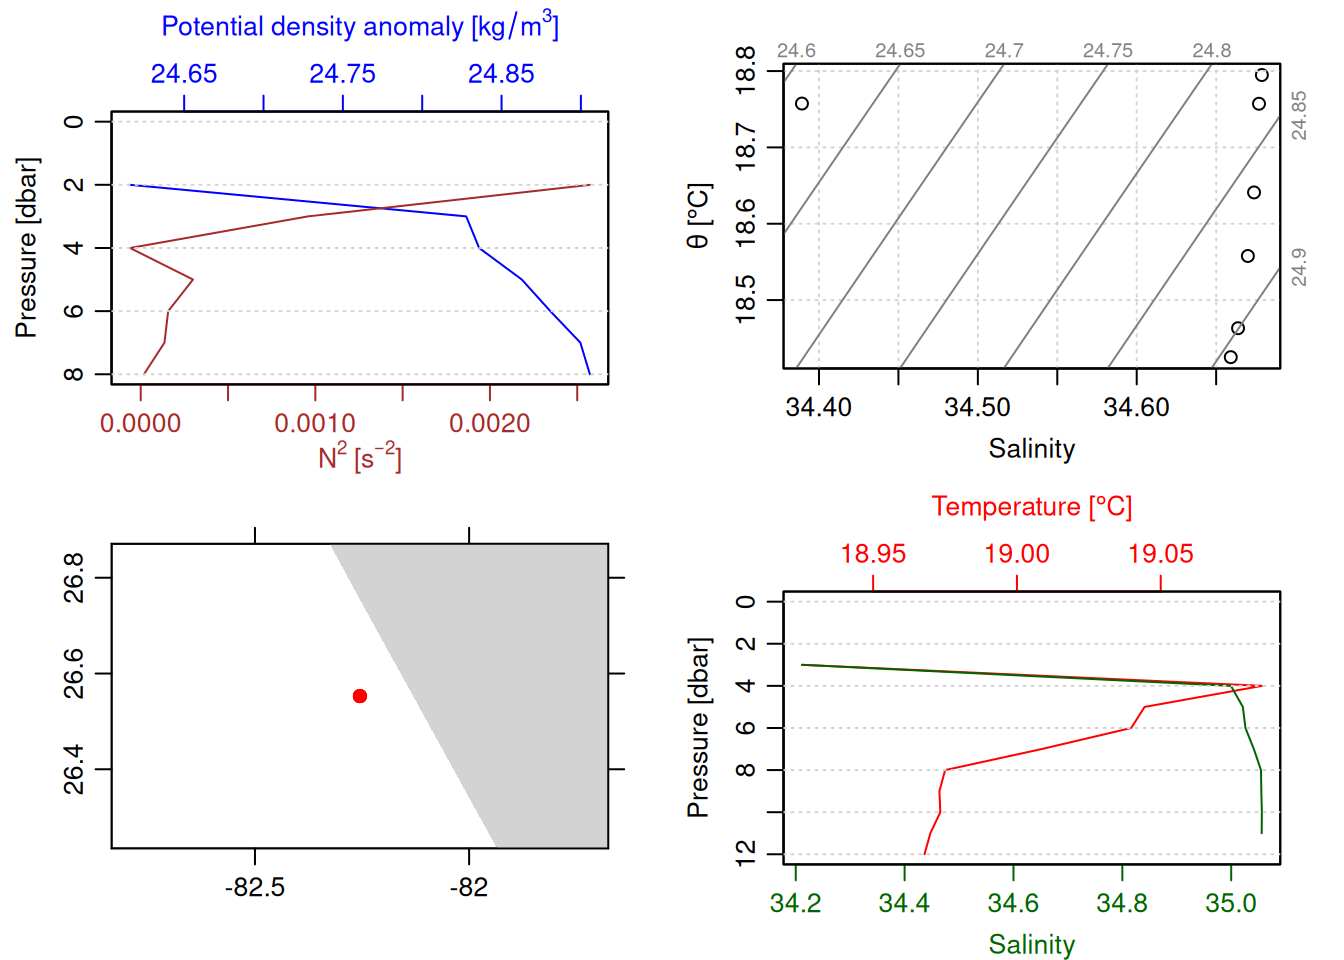 Potential density anomaly [kg/m³]
24.65 24.75 24.85
Pressure [dbar]
0
2
4
6
8
0.0000 0.0010 0.0020
N² [s⁻²]
24.6 24.65 24.7 24.75 24.8
24.85
24.9
θ [°C]
18.8
18.7
18.6
18.5
34.40 34.50 34.60
Salinity
26.8
26.6
26.4
-82.5 -82
Temperature [°C]
18.95 19.00 19.05
Pressure [dbar]
0
2
4
6
8
12
34.2 34.4 34.6 34.8 35.0
Salinity